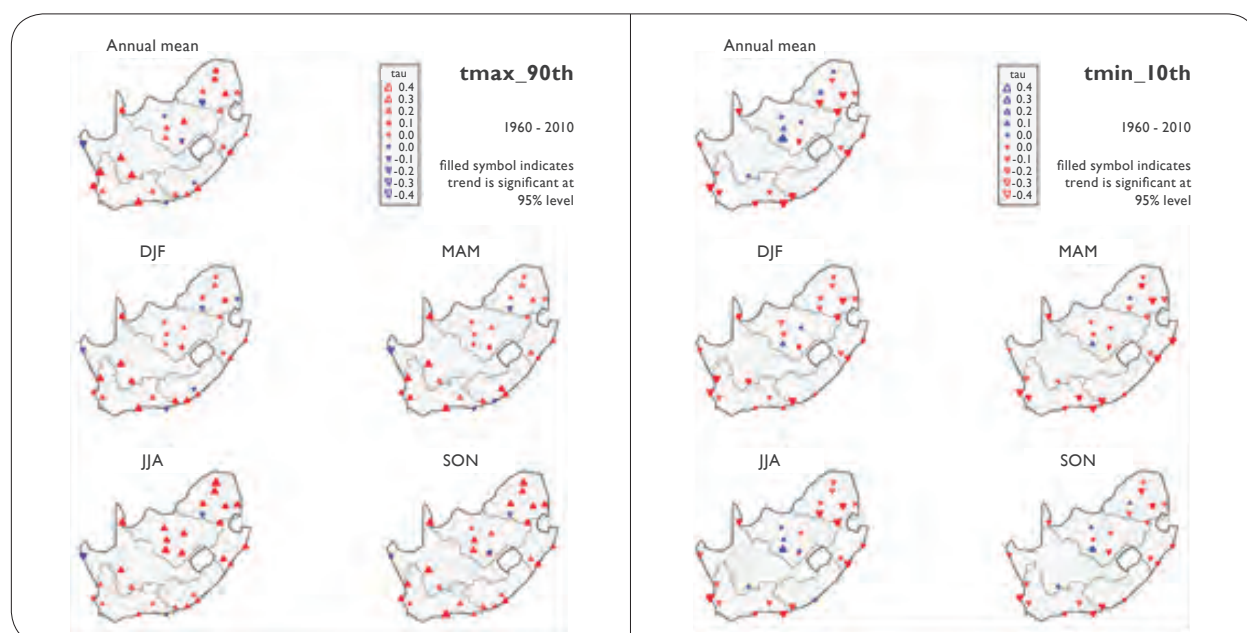 Annual mean
tmax_90th
tau
0.4
0.3
0.2
0.1
0.0
0.0
-0.1
-0.2
-0.3
-0.4
1960 - 2010
filled symbol indicates
trend is significant at
95% level
DJF
MAM
JJA
SON
Annual mean
tmin_10th
tau
0.4
0.3
0.2
0.1
0.0
0.0
-0.1
-0.2
-0.3
-0.4
1960 - 2010
filled symbol indicates
trend is significant at
95% level
DJF
MAM
JJA
SON